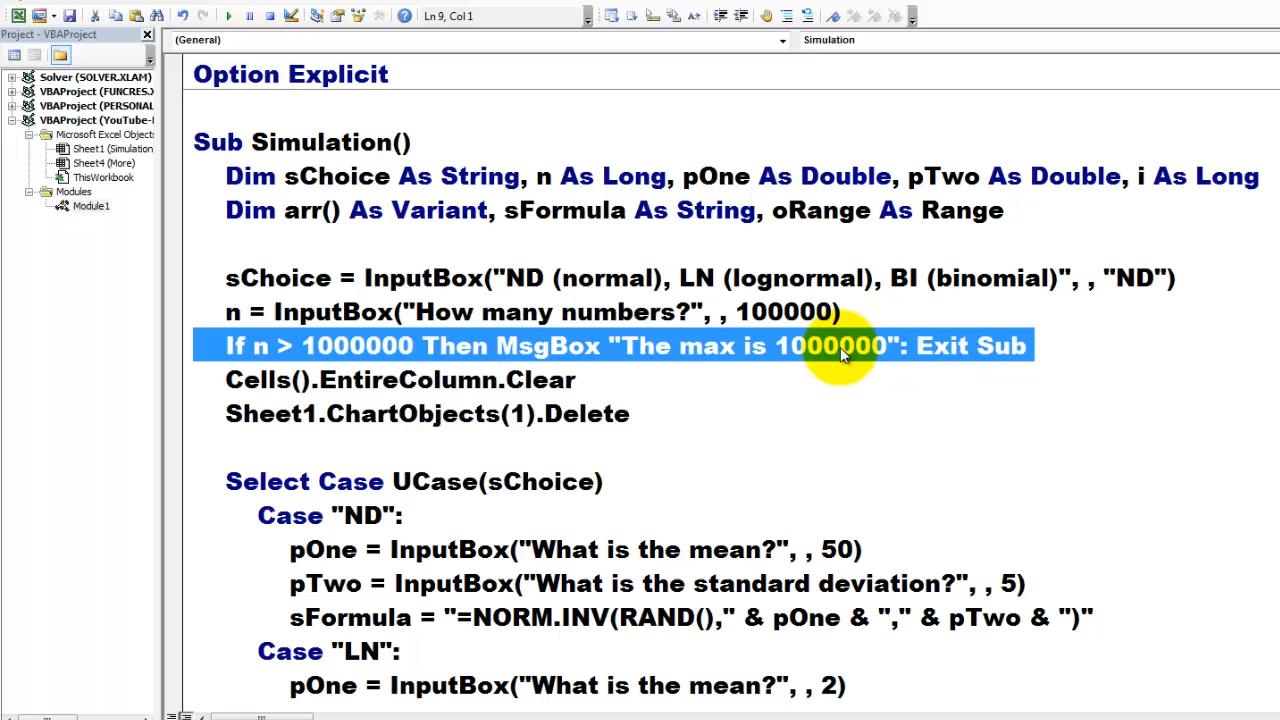 Ln 9, Col 1
Project - VBAProject
(General)
Simulation
Solver (SOLVER.XLAM)
VBAProject (FUNCRES.X
VBAProject (PERSONAL
VBAProject (YouTube-
Microsoft Excel Objects
Sheet1 (Simulation
Sheet4 (More)
ThisWorkbook
Modules
Module1
Option Explicit
Sub Simulation()
Dim sChoice As String, n As Long, pOne As Double, pTwo As Double, i As Long
Dim arr() As Variant, sFormula As String, oRange As Range
sChoice = InputBox("ND (normal), LN (lognormal), BI (binomial)", , "ND")
n = InputBox("How many numbers?", , 100000)
If n > 1000000 Then MsgBox "The max is 1000000": Exit Sub
Cells().EntireColumn.Clear
Sheet1.ChartObjects(1).Delete
Select Case UCase(sChoice)
Case "ND":
pOne = InputBox("What is the mean?", , 50)
pTwo = InputBox("What is the standard deviation?", , 5)
sFormula = "=NORM.INV(RAND()," & pOne & "," & pTwo & ")"
Case "LN":
pOne = InputBox("What is the mean?", , 2)